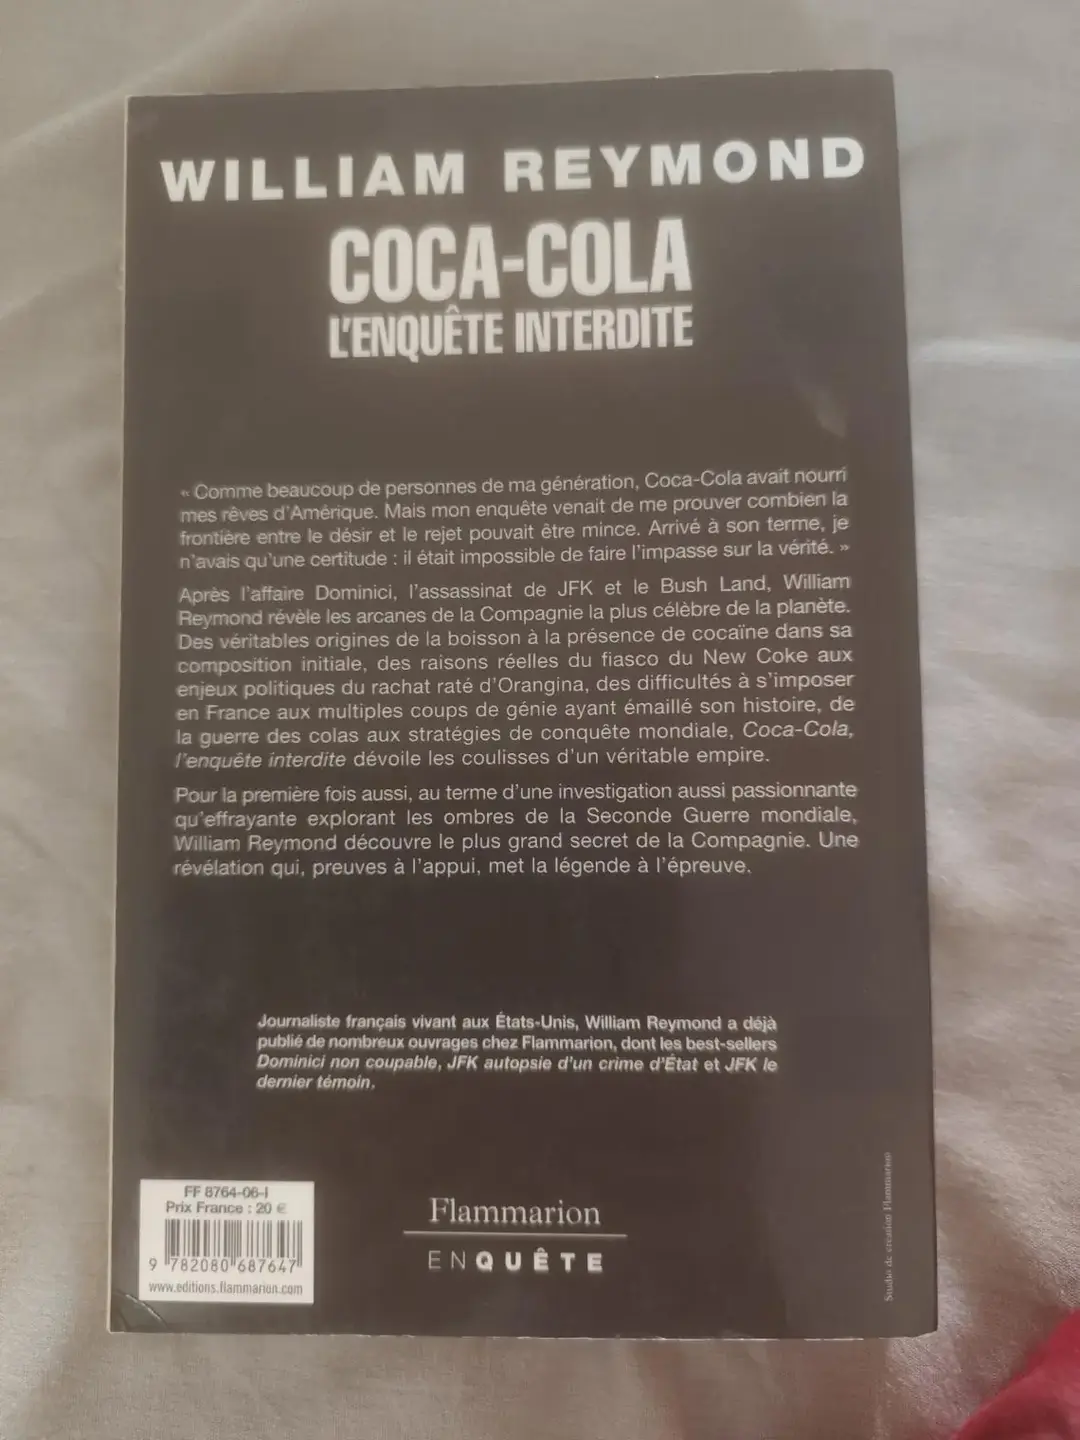 WILLIAM REYMOND
COCA-COLA
L'ENQUÊTE INTERDITE
« Comme beaucoup de personnes de ma génération, Coca-Cola avait nourri
mes rêves d'Amérique. Mais mon enquête venait de me prouver combien la
frontière entre le désir et le rejet pouvait être mince. Arrivé à son terme, je
n'avais qu'une certitude : il était impossible de faire l'impasse sur la vérité. »
Après l'affaire Dominici, l'assassinat de JFK et le Bush Land, William
Reymond révèle les arcanes de la Compagnie la plus célèbre de la planète.
Des véritables origines de la boisson à la présence de cocaïne dans sa
composition initiale, des raisons réelles du fiasco du New Coke aux
enjeux politiques du rachat raté d'Orangina, des difficultés à s'imposer
en France aux multiples coups de génie ayant émaillé son histoire, de
la guerre des colas aux stratégies de conquête mondiale, Coca-Cola,
l'enquête interdite dévoile les coulisses d'un véritable empire.
Pour la première fois aussi, au terme d'une investigation aussi passionnante
qu'effrayante explorant les ombres de la Seconde Guerre mondiale,
William Reymond découvre le plus grand secret de la Compagnie. Une
révélation qui, preuves à l'appui, met la légende à l'épreuve.
Journaliste français vivant aux États-Unis, William Reymond a déjà
publié de nombreux ouvrages chez Flammarion, dont les best-sellers
Dominici non coupable, JFK autopsie d'un crime d'État et JFK le
dernier témoin.
FF 8764-06-I
Prix France : 20 €
9 782080 687647
www.editions.flammarion.com
Flammarion
ENQUÊTE
Studio de création Flammarion